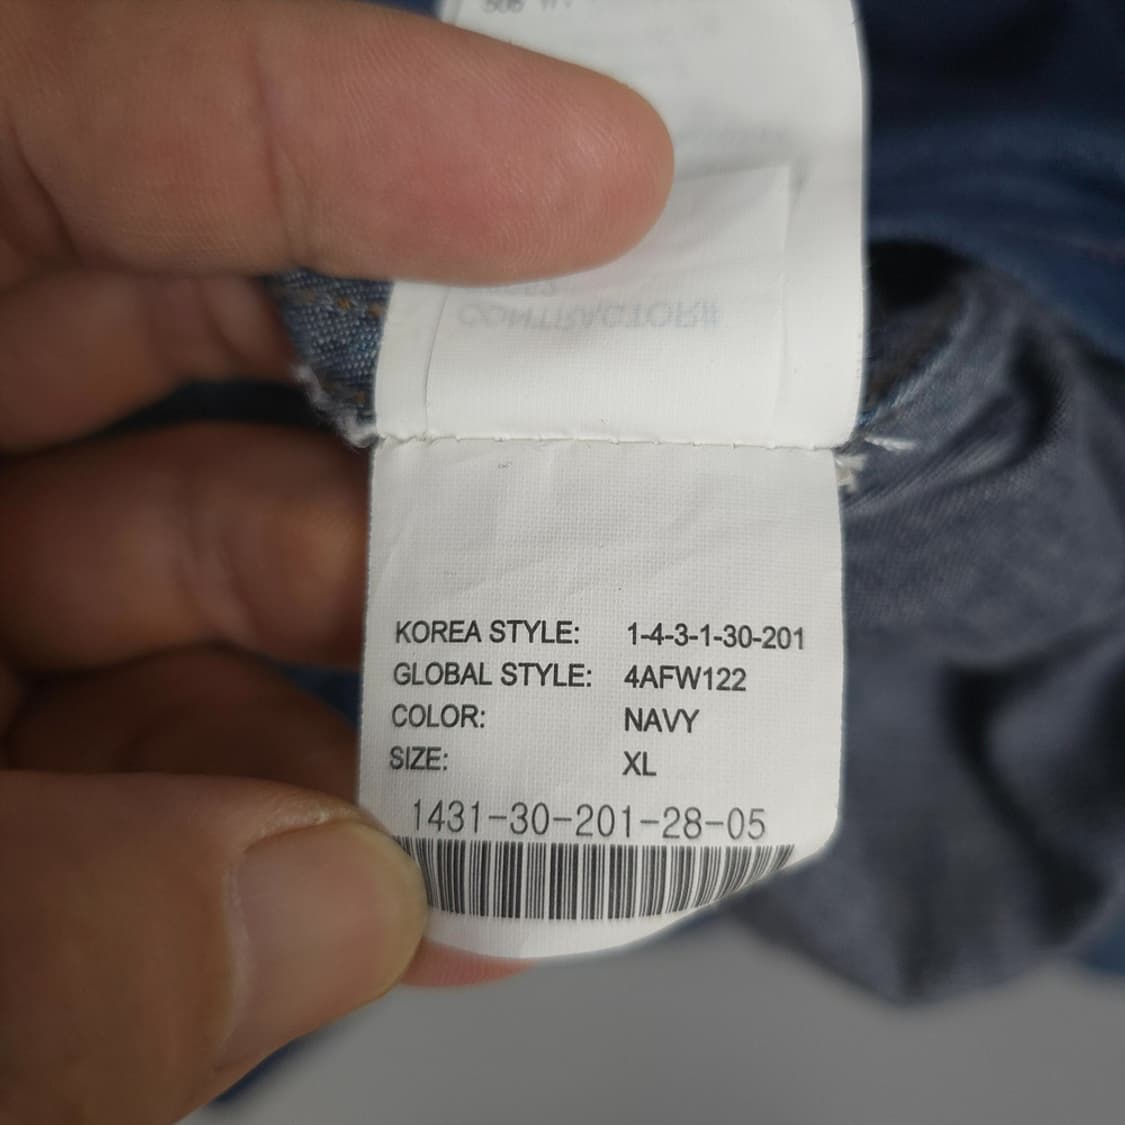 CONTRACTOR#
KOREA STYLE: 1-4-3-1-30-201
GLOBAL STYLE: 4AFW122
COLOR: NAVY
SIZE: XL
1431-30-201-28-05